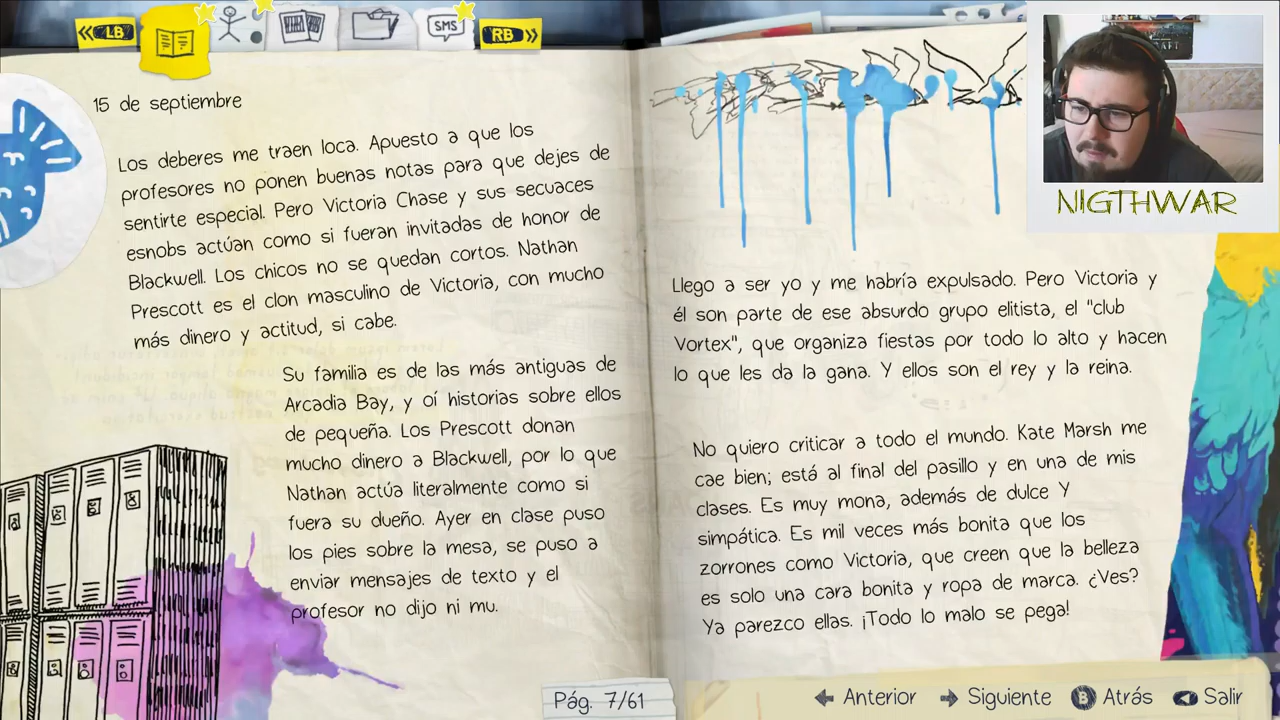 LB
SMS
RB
15 de septiembre
Los deberes me traen loca. Apuesto a que los
profesores no ponen buenas notas para que dejes de
sentirte especial. Pero Victoria Chase y sus secuaces
esnobs actúan como si fueran invitadas de honor de
Blackwell. Los chicos no se quedan cortos. Nathan
Prescott es el clon masculino de Victoria, con mucho
más dinero y actitud, si cabe.
Su familia es de las más antiguas de
Arcadia Bay, y oí historias sobre ellos
de pequeña. Los Prescott donan
mucho dinero a Blackwell, por lo que
Nathan actúa literalmente como si
fuera su dueño. Ayer en clase puso
los pies sobre la mesa, se puso a
enviar mensajes de texto y el
profesor no dijo ni mu.
NIGTHWAR
Llego a ser yo y me habría expulsado. Pero Victoria y
él son parte de ese absurdo grupo elitista, el "club
Vortex", que organiza fiestas por todo lo alto y hacen
lo que les da la gana. Y ellos son el rey y la reina.
No quiero criticar a todo el mundo. Kate Marsh me
cae bien; está al final del pasillo y en una de mis
clases. Es muy mona, además de dulce Y
simpática. Es mil veces más bonita que los
zorrones como Victoria, que creen que la belleza
es solo una cara bonita y ropa de marca. ¿Ves?
Ya parezco ellas. ¡Todo lo malo se pega!
Pág. 7/61
Anterior Siguiente B Atrás Salir